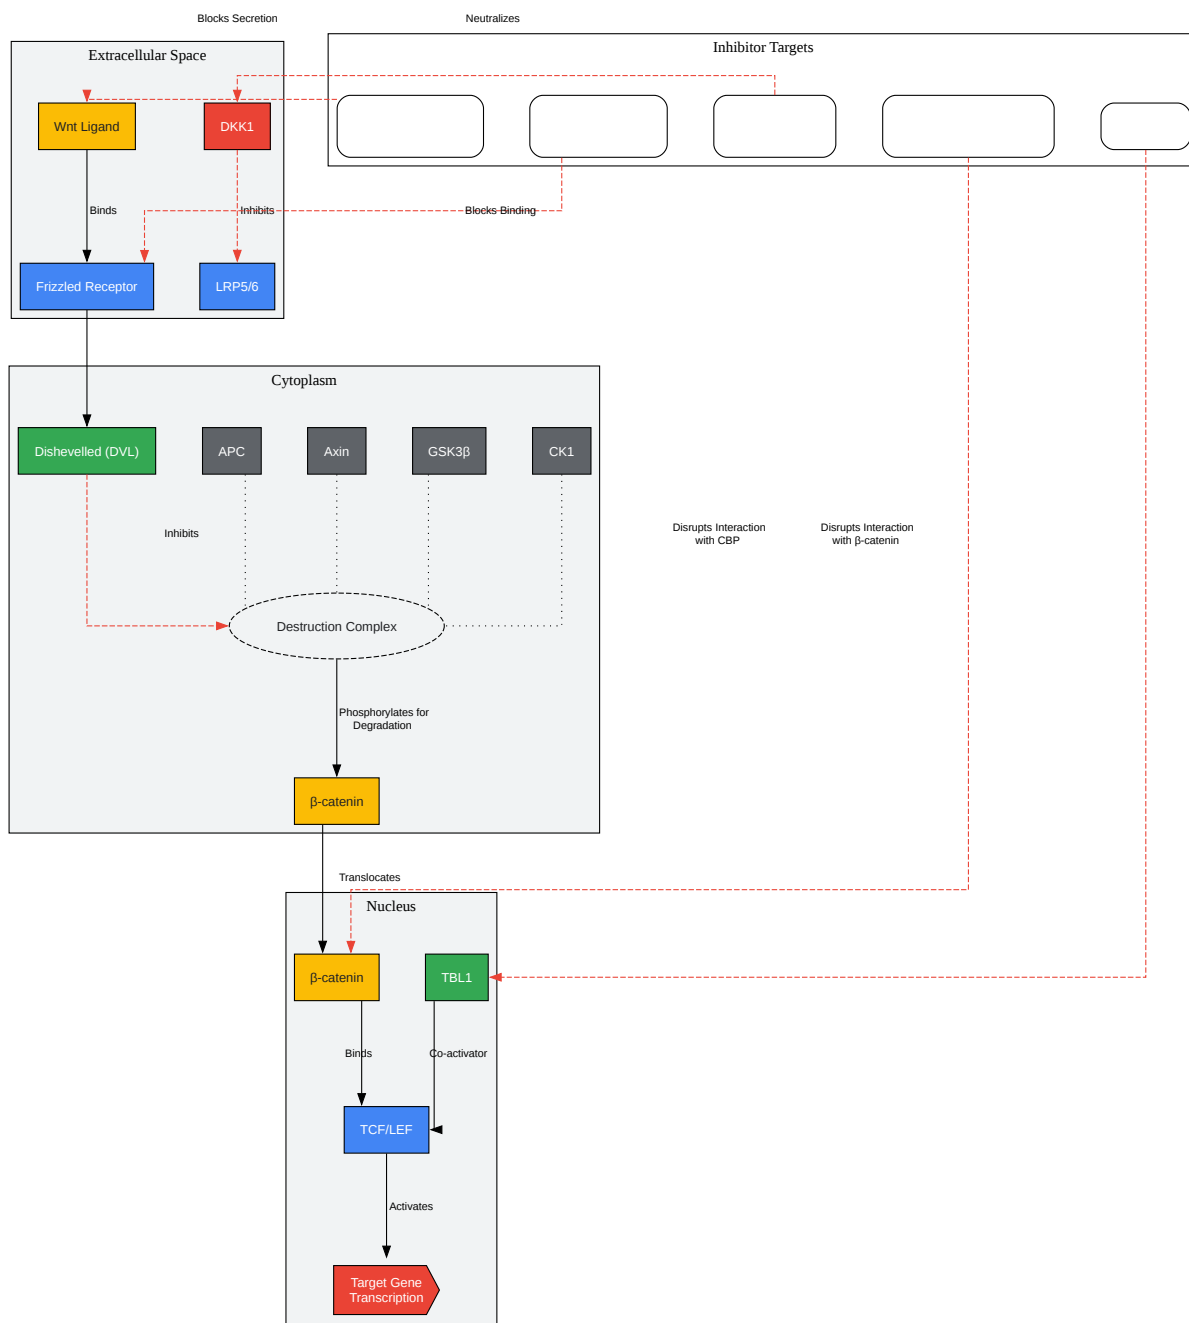 Blocks Secretion
Neutralizes
Extracellular Space
Inhibitor Targets
Wnt Ligand
DKK1
Binds
Inhibits
Blocks Binding
Frizzled Receptor
LRP5/6
Cytoplasm
Dishevelled (DVL)
APC
Axin
GSK3β
CK1
Inhibits
Disrupts Interaction
with CBP
Disrupts Interaction
with β-catenin
Destruction Complex
Phosphorylates for
Degradation
β-catenin
Translocates
Nucleus
β-catenin
TBL1
Binds
Co-activator
TCF/LEF
Activates
Target Gene
Transcription